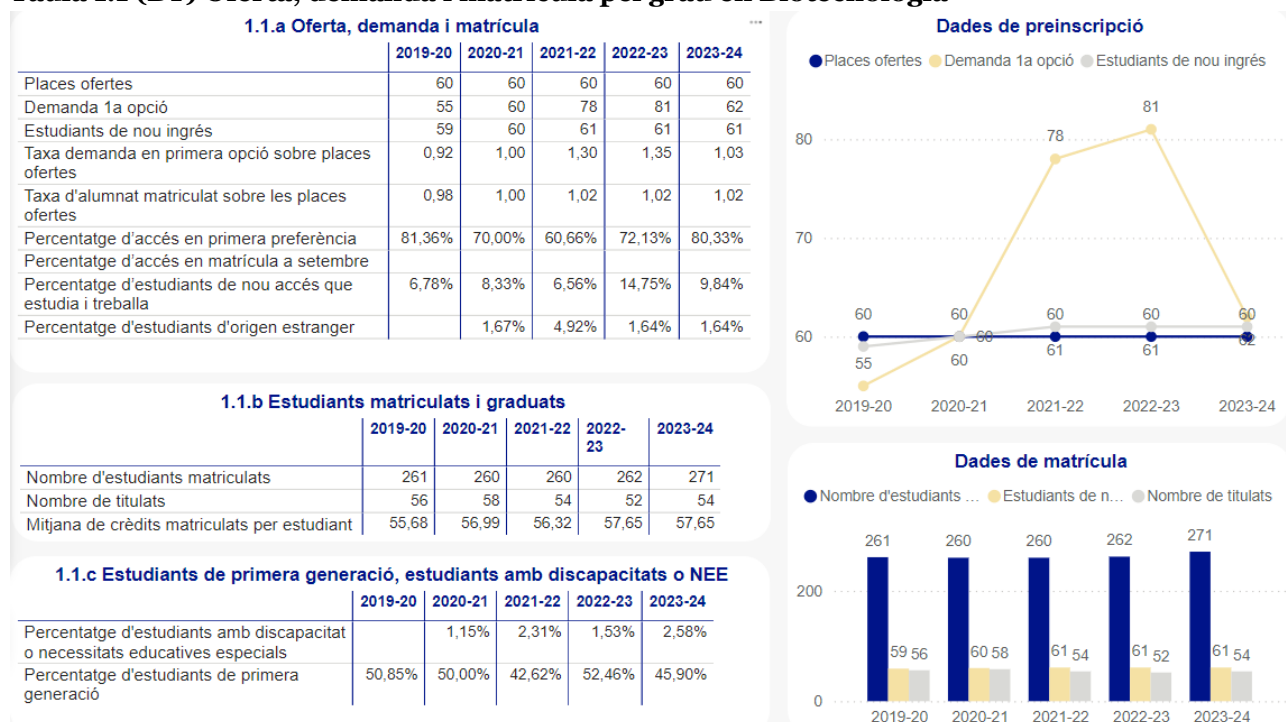 Taula 1.1 (DT) Oferta, demanda i matrícula pel grau en Biotecnologia
1.1.a Oferta, demanda i matrícula
2019-20 2020-21 2021-22 2022-23 2023-24
Places ofertes 60 60 60 60 60
Demanda 1a opció 55 60 78 81 62
Estudiants de nou ingrés 59 60 61 61 61
Taxa demanda en primera opció sobre places 0,92 1,00 1,30 1,35 1,03
ofertes
Taxa d'alumnat matriculat sobre les places 0,98 1,00 1,02 1,02 1,02
ofertes
Percentatge d'accés en primera preferència 81,36% 70,00% 60,66% 72,13% 80,33%
Percentatge d'accés en matrícula a setembre
Percentatge d'estudiants de nou accés que 6,78% 8,33% 6,56% 14,75% 9,84%
estudia i treballa
Percentatge d'estudiants d'origen estranger 1,67% 4,92% 1,64% 1,64%
1.1.b Estudiants matriculats i graduats
2019-20 2020-21 2021-22 2022- 2023-24
23
Nombre d'estudiants matriculats 261 260 260 262 271
Nombre de titulats 56 58 54 52 54
Mitjana de crèdits matriculats per estudiant 55,68 56,99 56,32 57,65 57,65
1.1.c Estudiants de primera generació, estudiants amb discapacitats o NEE
2019-20 2020-21 2021-22 2022-23 2023-24
Percentatge d'estudiants amb discapacitat 1,15% 2,31% 1,53% 2,58%
o necessitats educatives especials
Percentatge d'estudiants de primera 50,85% 50,00% 42,62% 52,46% 45,90%
generació
Dades de preinscripció
Places ofertes Demanda 1a opció Estudiants de nou ingrés
81
80
78
70
60 60 60 60 60
60
60 62
55 60 61 61
2019-20 2020-21 2021-22 2022-23 2023-24
Dades de matrícula
Nombre d'estudiants ... Estudiants de n... Nombre de titulats
261 260 260 262 271
200
59 56 60 58 61 54 61 52 61 54
0
2019-20 2020-21 2021-22 2022-23 2023-24